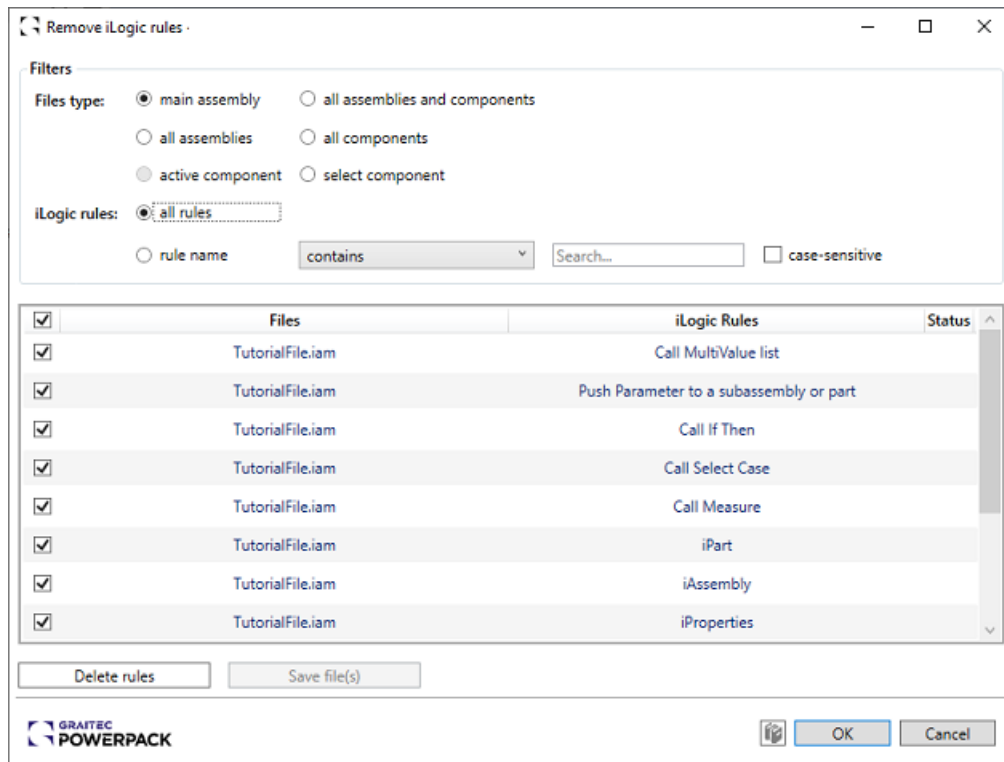 Remove iLogic rules ·
Filters
Files type: main assembly all assemblies and components
all assemblies all components
active component select component
iLogic rules: all rules
rule name contains Search... case-sensitive
Files iLogic Rules Status
TutorialFile.iam Call MultiValue list
TutorialFile.iam Push Parameter to a subassembly or part
TutorialFile.iam Call If Then
TutorialFile.iam Call Select Case
TutorialFile.iam Call Measure
TutorialFile.iam iPart
TutorialFile.iam iAssembly
TutorialFile.iam iProperties
Delete rules Save file(s)
GRAITEC
POWERPACK OK Cancel